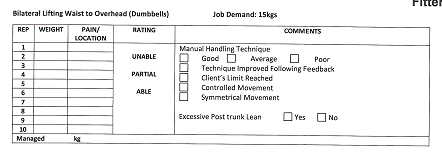 Fitter
Bilateral Lifting Waist to Overhead (Dumbbells) Job Demand: 15kgs
REP WEIGHT PAIN/ LOCATION RATING COMMENTS
1 Manual Handling Technique
2 UNABLE Good Average Poor
3 Technique Improved Following Feedback
4 PARTIAL Client's Limit Reached
5 Controlled Movement
6 ABLE Symmetrical Movement
7
8
9 Excessive Post trunk Lean Yes No
10
Managed kg